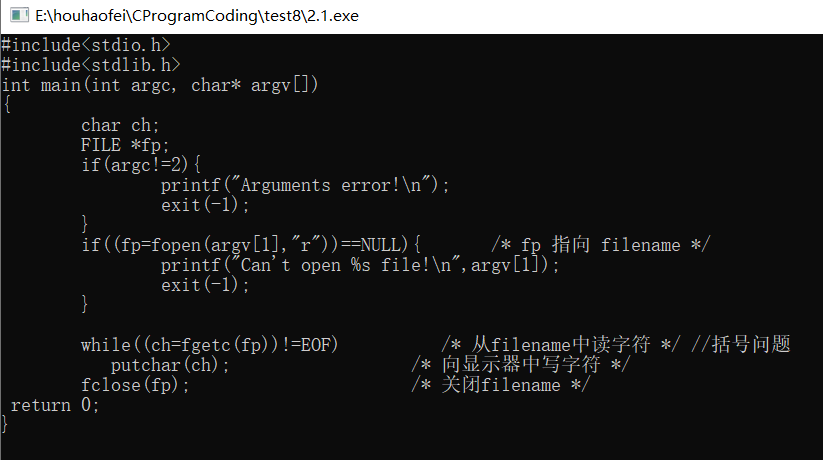 E:\houhaofei\CProgramCoding\test8\2.1.exe
#include<stdio.h>
#include<stdlib.h>
int main(int argc, char* argv[])
{
        char ch;
        FILE *fp;
        if(argc!=2){
                printf("Arguments error!\n");
                exit(-1);
        }
        if((fp=fopen(argv[1],"r"))==NULL){       /* fp 指向 filename */
                printf("Can't open %s file!\n",argv[1]);
                exit(-1);
        }
        while((ch=fgetc(fp))!=EOF)          /* 从filename中读字符 */ //括号问题
           putchar(ch);                  /* 向显示器中写字符 */
        fclose(fp);                      /* 关闭filename */
 return 0;
}